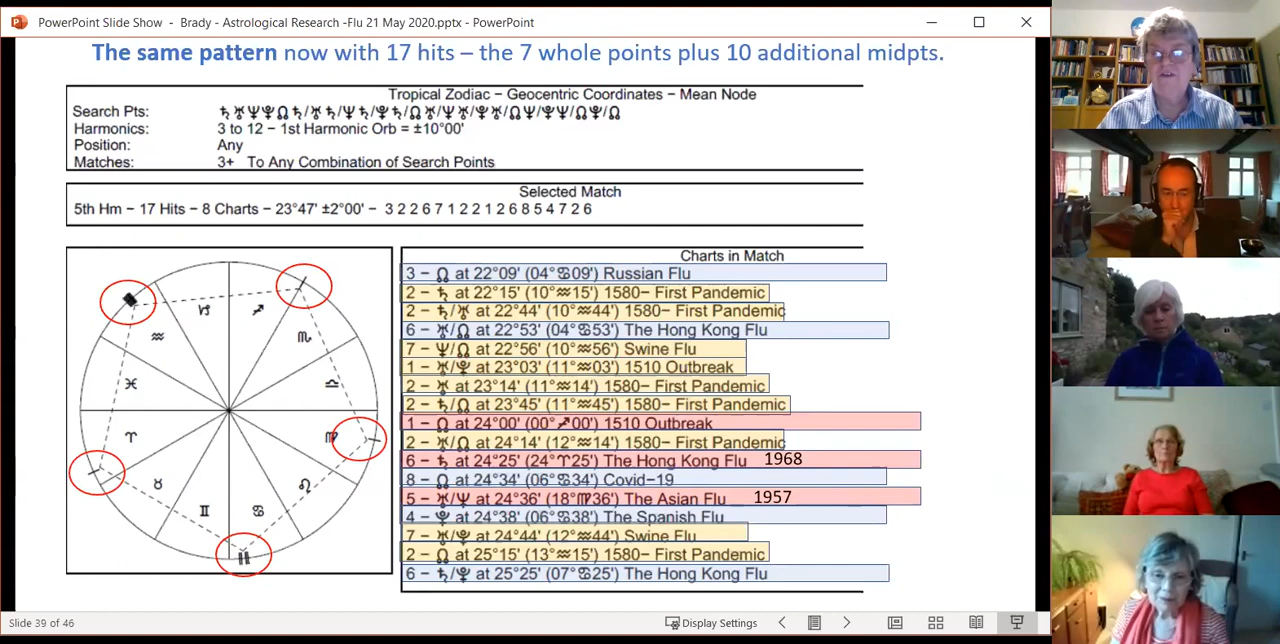 PowerPoint Slide Show - Brady - Astrological Research -Flu 21 May 2020.pptx - PowerPoint
The same pattern now with 17 hits – the 7 whole points plus 10 additional midpts.
Tropical Zodiac – Geocentric Coordinates – Mean Node
Search Pts: ♄♅♆♇☊♄/♅♄/♆♄/♇♄/☊♅/♆♅/♇♅/☊♆/♇♆/☊♇/☊
Harmonics: 3 to 12 – 1st Harmonic Orb = ±10°00'
Position: Any
Matches: 3+ To Any Combination of Search Points
Selected Match
5th Hm – 17 Hits – 8 Charts – 23°47' ±2°00' – 3 2 2 6 7 1 2 2 1 2 6 8 5 4 7 2 6
Charts in Match
3 – ☊ at 22°09' (04°♋09') Russian Flu
2 – ♄ at 22°15' (10°♒15') 1580– First Pandemic
2 – ♄/♅ at 22°44' (10°♒44') 1580– First Pandemic
6 – ♅/☊ at 22°53' (04°♋53') The Hong Kong Flu
7 – ♆/☊ at 22°56' (10°♒56') Swine Flu
1 – ♅/♇ at 23°03' (11°♒03') 1510 Outbreak
2 – ♅ at 23°14' (11°♒14') 1580– First Pandemic
2 – ♄/☊ at 23°45' (11°♒45') 1580– First Pandemic
1 – ☊ at 24°00' (00°♐00') 1510 Outbreak
2 – ♅/☊ at 24°14' (12°♒14') 1580– First Pandemic
6 – ♄ at 24°25' (24°♈25') The Hong Kong Flu 1968
8 – ☊ at 24°34' (06°♋34') Covid–19
5 – ♅/♆ at 24°36' (18°♍36') The Asian Flu 1957
4 – ♇ at 24°38' (06°♋38') The Spanish Flu
7 – ♅/♇ at 24°44' (12°♒44') Swine Flu
2 – ☊ at 25°15' (13°♒15') 1580– First Pandemic
6 – ♄/♇ at 25°25' (07°♋25') The Hong Kong Flu
♑ ♐
♒ ♏
♓ ♎
♈ ♍
♉ ♌
♊ ♋
Slide 39 of 46
Display Settings